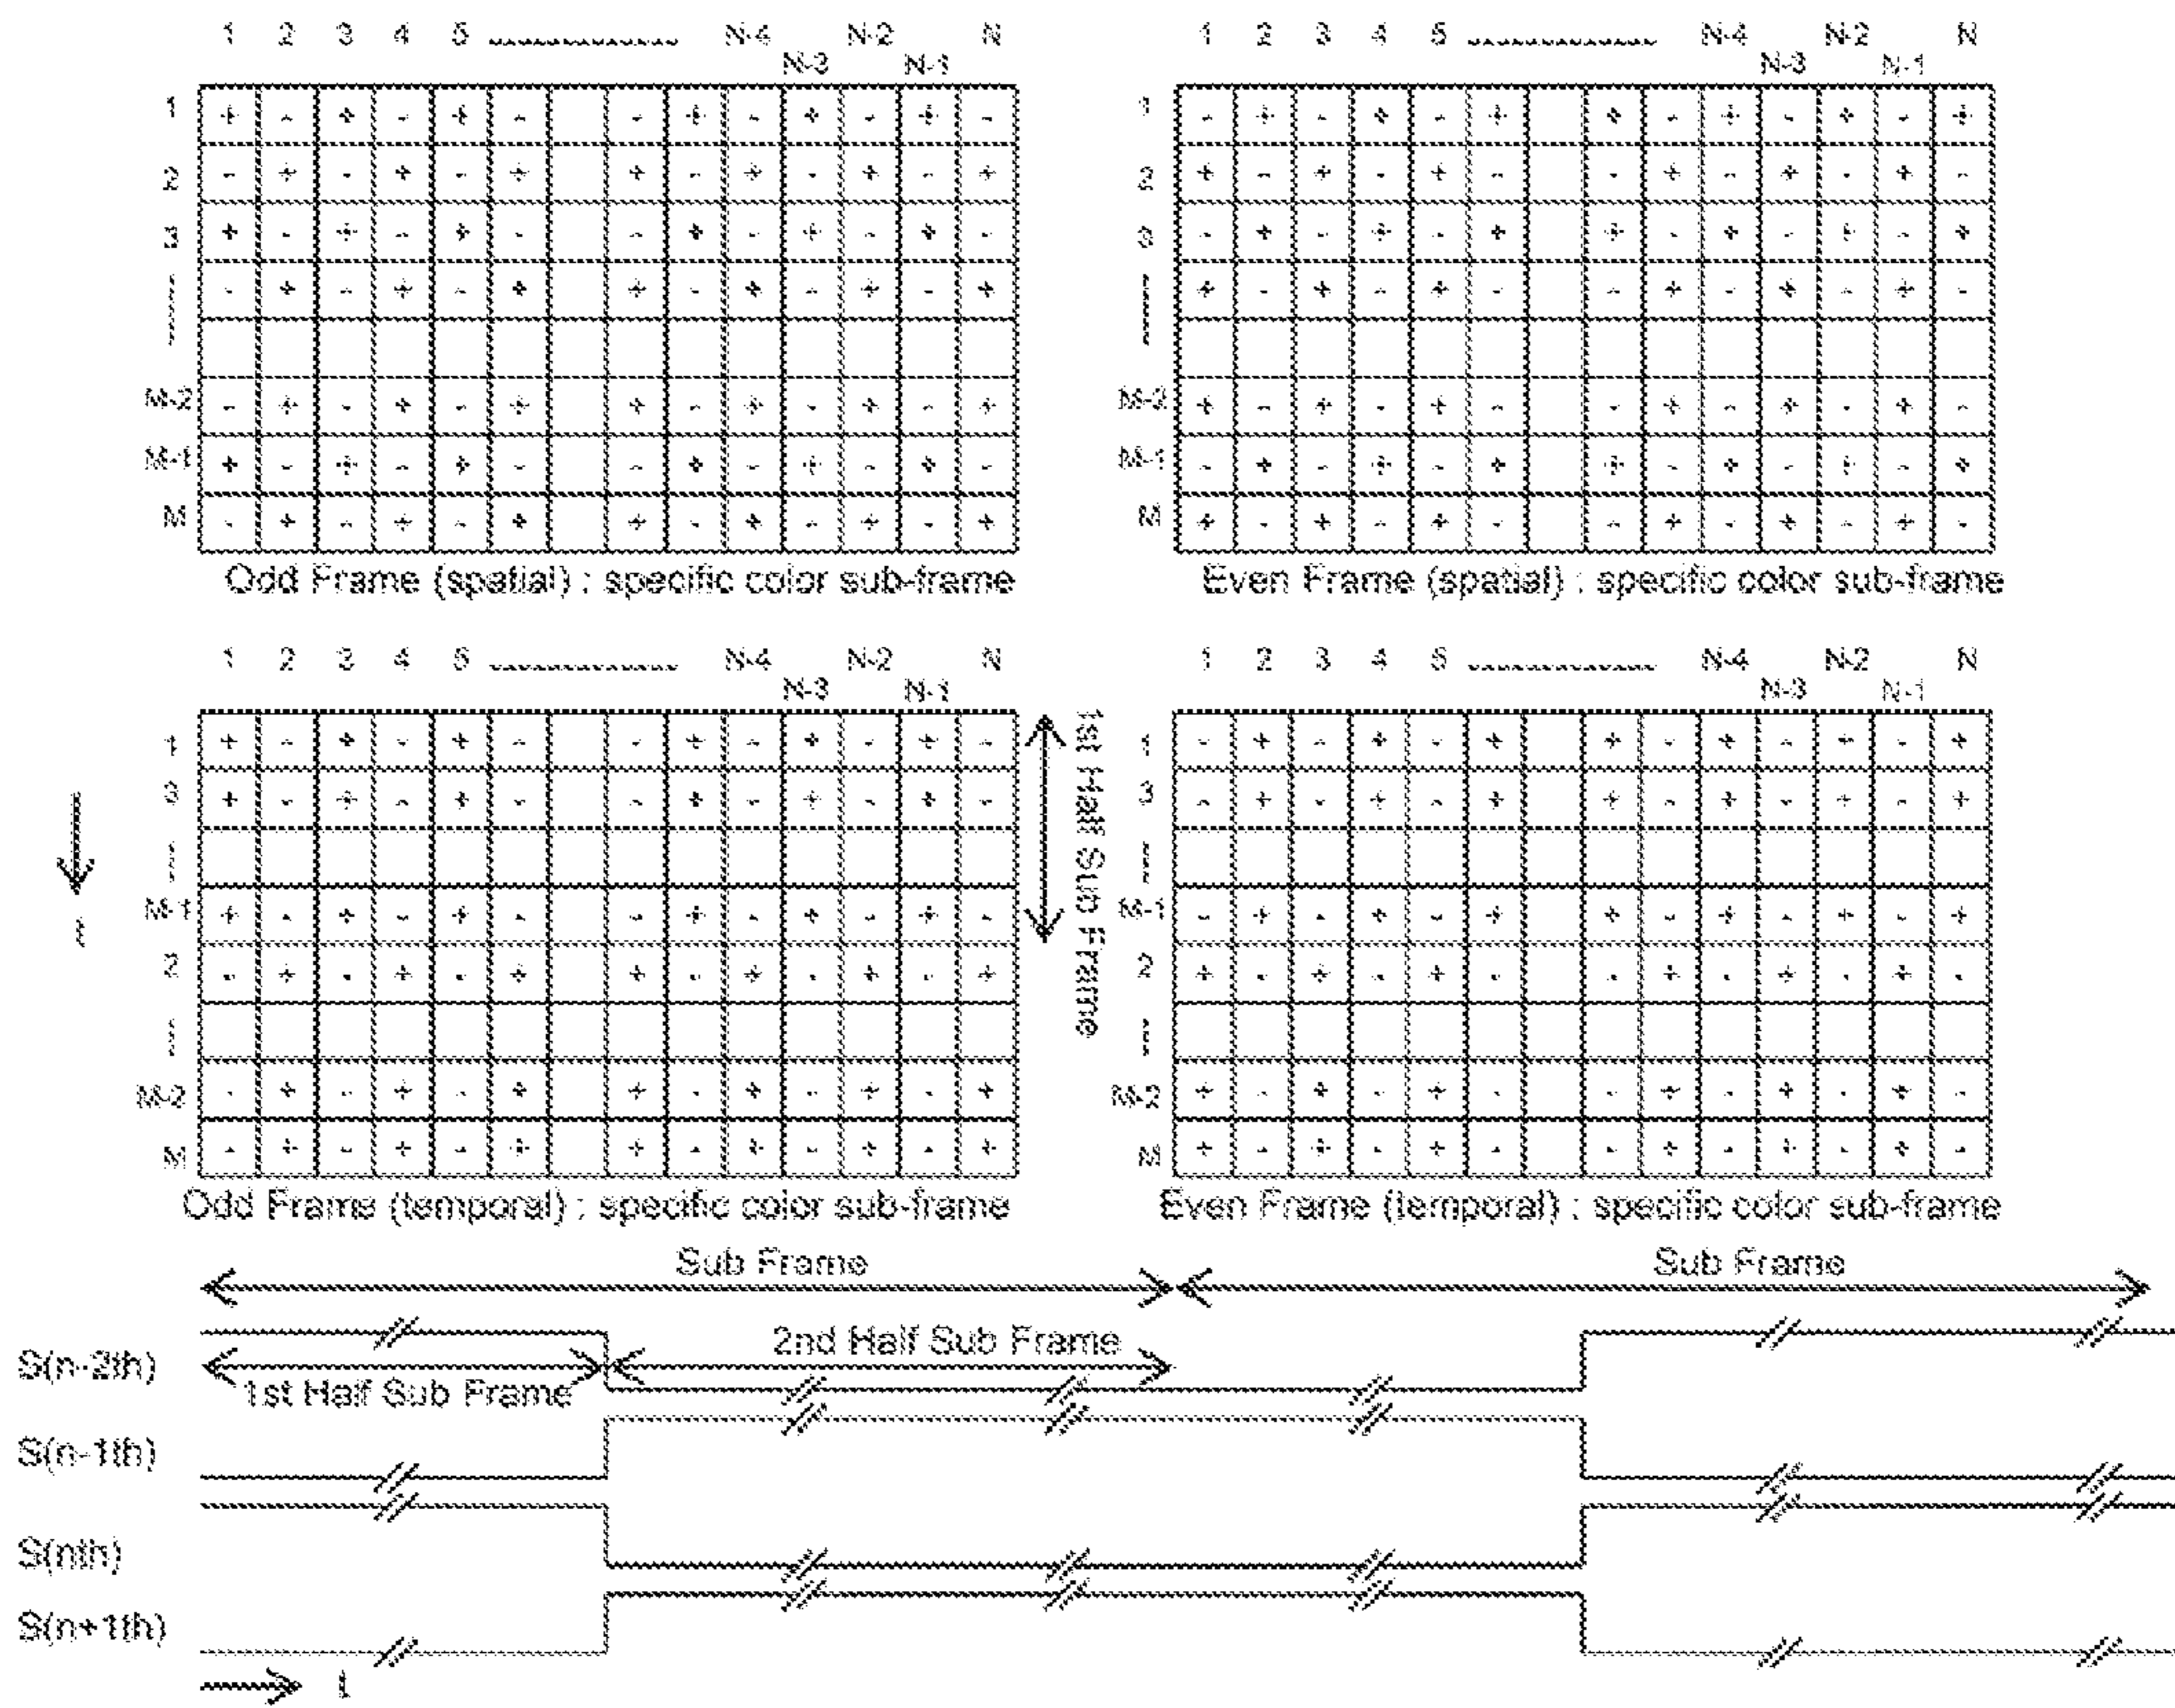 1 2 3 4 5 N-4 N-2 N
N-3 N-1
1 + - + - + - - + - + - + -
2 - + - + - + + - + - + - +
3 + - + - + - - + - + - + -
- + - + - + + - + - + - +
M-2 - + - + - + + - + - + - +
M-1 + - + - + - - + - + - + -
M - + - + - + + - + - + - +
Odd Frame (spatial) : specific color sub-frame
1 2 3 4 5 N-4 N-2 N
N-3 N-1
1 - + - + - + + - + - + - +
2 + - + - + - - + - + - + -
3 - + - + - + + - + - + - +
+ - + - + - - + - + - + -
M-2 + - + - + - - + - + - + -
M-1 - + - + - + + - + - + - +
M + - + - + - - + - + - + -
Even Frame (spatial) : specific color sub-frame
1 2 3 4 5 N-4 N-2 N
N-3 N-1
1 + - + - + - - + - + - + -
3 + - + - + - - + - + - + -
M-1 + - + - + - - + - + - + -
2 - + - + - + + - + - + - +
M-2 - + - + - + + - + - + - +
M - + - + - + + - + - + - +
t
1st Half Sub Frame
Odd Frame (temporal) : specific color sub-frame
1 2 3 4 5 N-4 N-2 N
N-3 N-1
1 - + - + - + + - + - + - +
3 - + - + - + + - + - + - +
M-1 - + - + - + + - + - + - +
2 + - + - + - - + - + - + -
M-2 + - + - + - - + - + - + -
M + - + - + - - + - + - + -
Even Frame (temporal) : specific color sub-frame
Sub Frame Sub Frame
S(n-2th)
1st Half Sub Frame
2nd Half Sub Frame
S(n-1th)
S(nth)
S(n+1th)
t